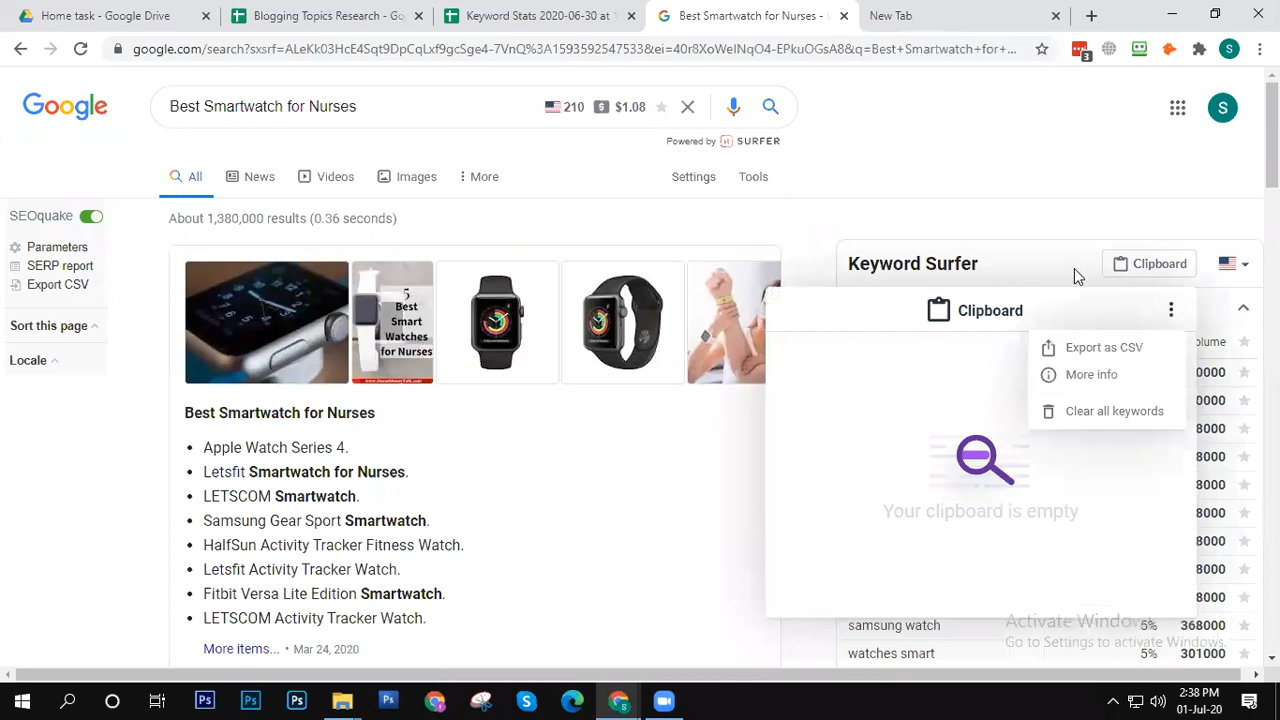 Home task - Google Drive
Blogging Topics Research - Go
Keyword Stats 2020-06-30 at
Best Smartwatch for Nurses -
New Tab
google.com/search?sxsrf=ALeKk03HcE4Sqt9DpCqLxf9gcSge4-7VnQ%3A1593592547533&ei=40r8XoWeINqO4-EPkuOGsA8&q=Best+Smartwatch+for+...
3
S
Google
Best Smartwatch for Nurses
210
$
$1.08
S
Powered by SURFER
All
News
Videos
Images
More
Settings
Tools
SEOquake
About 1,380,000 results (0.36 seconds)
Parameters
SERP report
Export CSV
Sort this page
Locale
5
Best
Smart
Watches
for Nurses
Keyword Surfer
Clipboard
Clipboard
Export as CSV
More info
Clear all keywords
Your clipboard is empty
olume
0000
0000
8000
8000
8000
8000
8000
8000
8000
samsung watch 5% 368000
watches smart 5% 301000
Best Smartwatch for Nurses
Apple Watch Series 4.
Letsfit Smartwatch for Nurses.
LETSCOM Smartwatch.
Samsung Gear Sport Smartwatch.
HalfSun Activity Tracker Fitness Watch.
Letsfit Activity Tracker Watch.
Fitbit Versa Lite Edition Smartwatch.
LETSCOM Activity Tracker Watch.
More items... • Mar 24, 2020
Activate Windows
Go to Settings to activate Windows.
Ps
Ps
Ps
Ps
S
2:38 PM
01-Jul-20